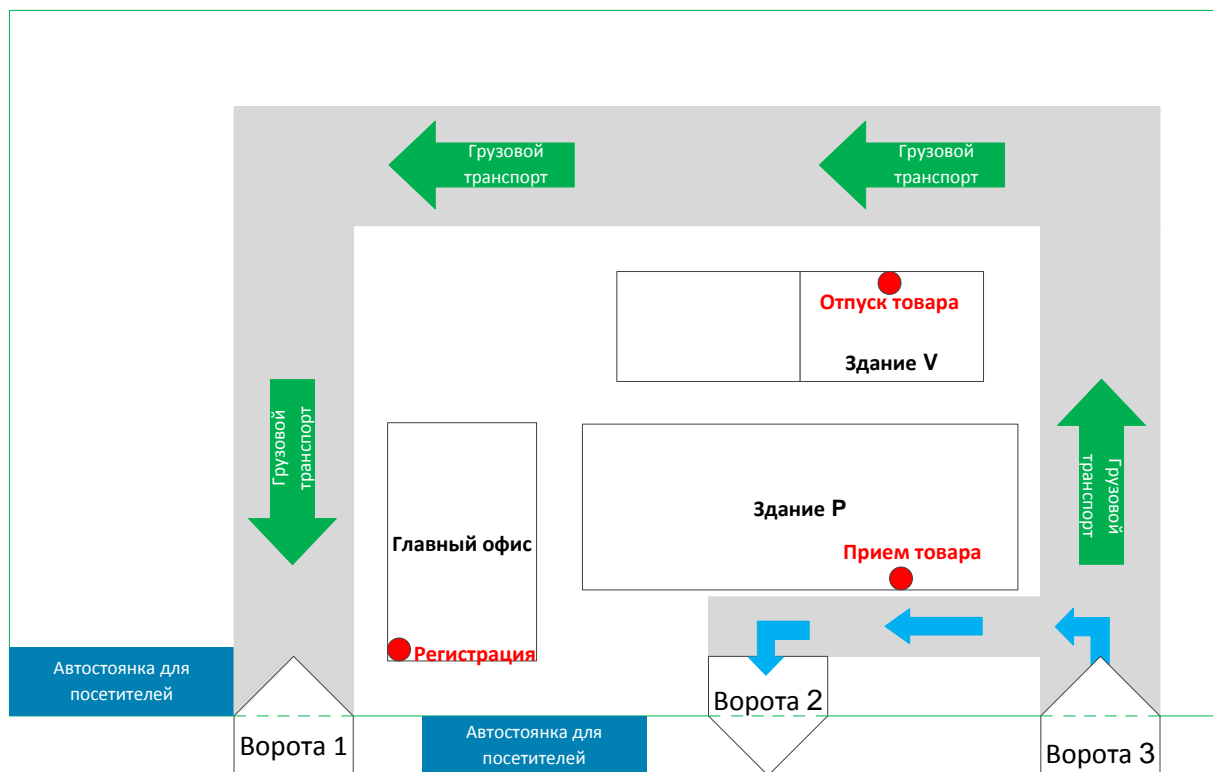 Грузовой
транспорт
Грузовой
транспорт
Отпуск товара
Здание V
Грузовой
транспорт
Грузовой
транспорт
Здание P
Главный офис
Прием товара
Регистрация
Автостоянка для
посетителей
Ворота 1
Автостоянка для
посетителей
Ворота 2
Ворота 3